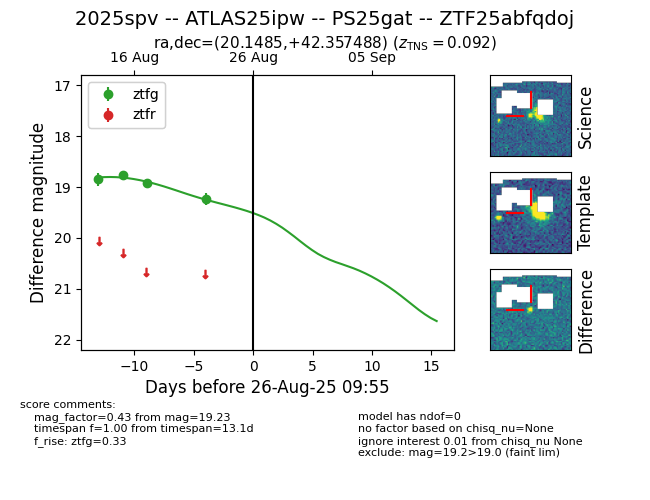 2025spv -- ATLAS25ipw -- PS25gat -- ZTF25abfqdoj
ra,dec=(20.1485,+42.357488) (z_TNS = 0.092)
16 Aug 26 Aug 05 Sep
ztfg
ztfr
17
18
19
20
21
22
Difference magnitude
−10 −5 0 5 10 15
Days before 26-Aug-25 09:55
Science
Template
Difference
score comments:
mag_factor=0.43 from mag=19.23
timespan f=1.00 from timespan=13.1d
f_rise: ztfg=0.33
model has ndof=0
no factor based on chisq_nu=None
ignore interest 0.01 from chisq_nu None
exclude: mag=19.2>19.0 (faint lim)